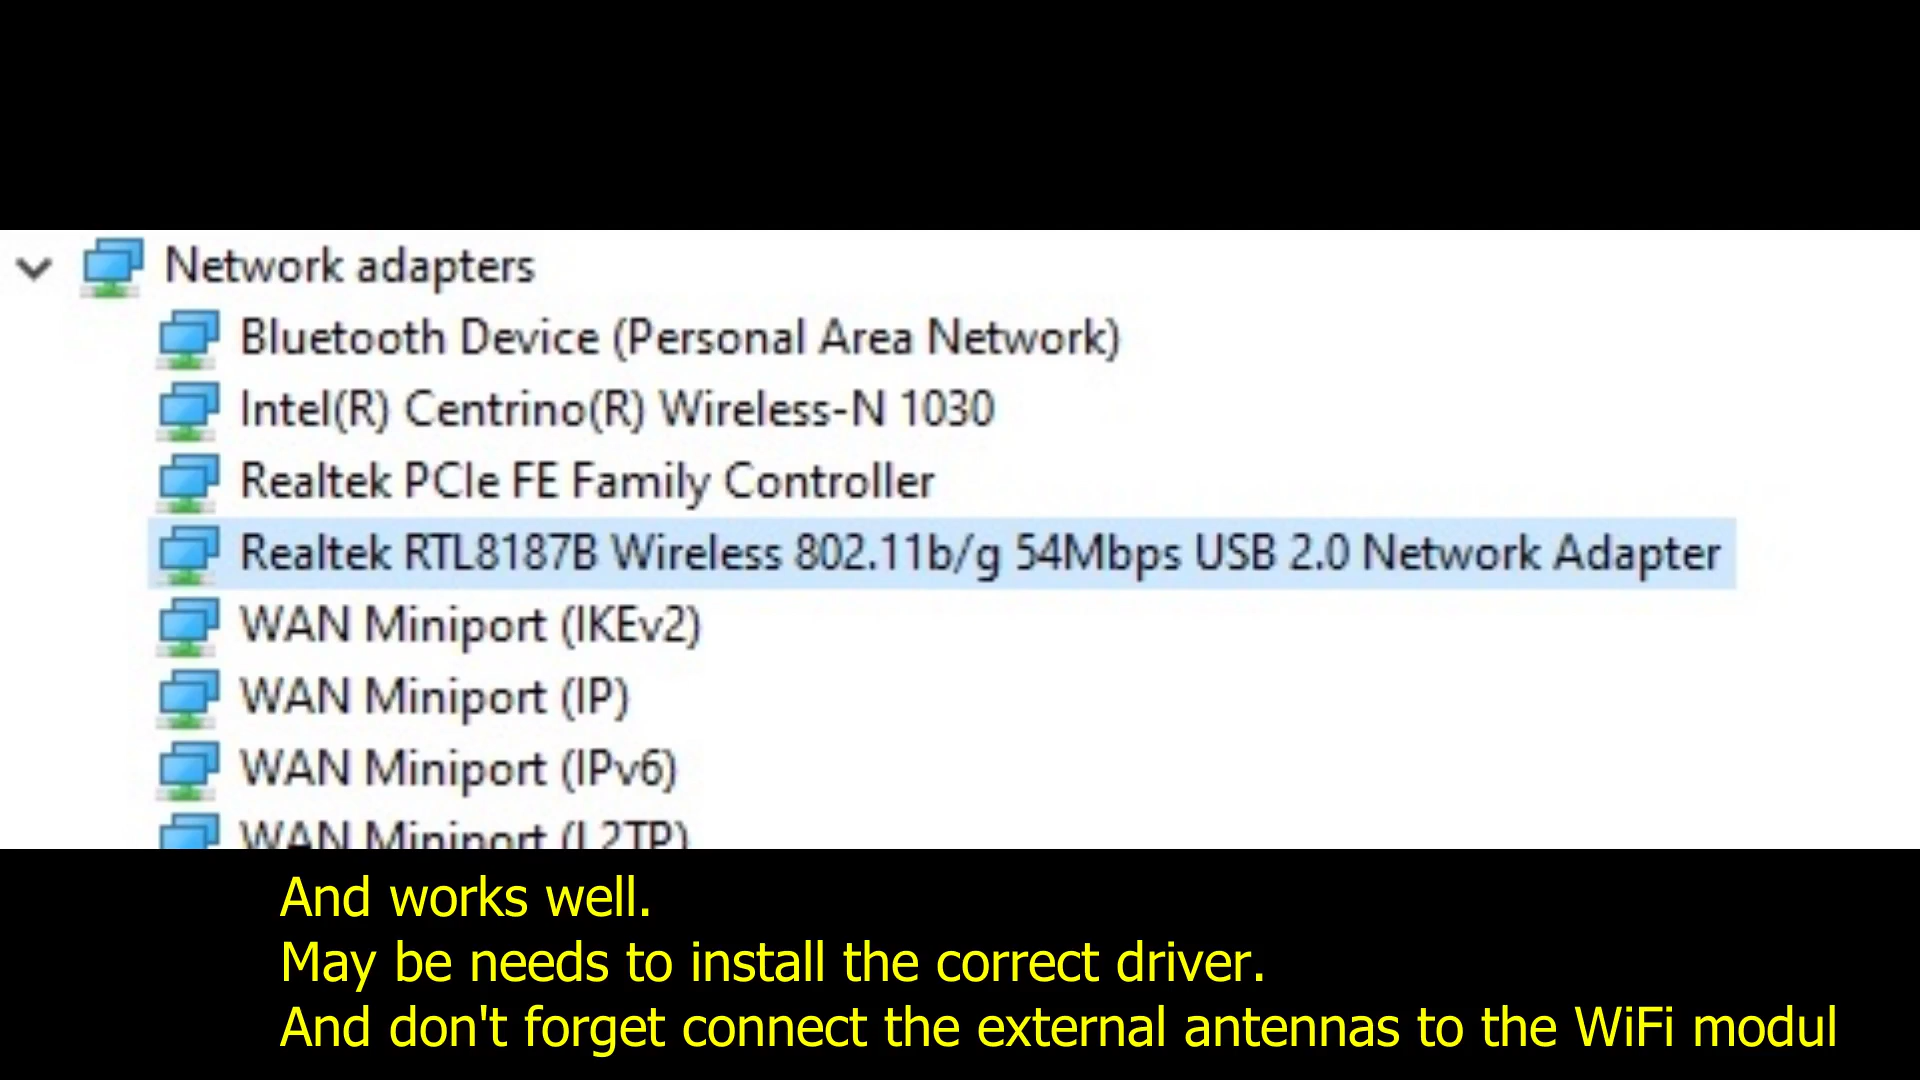 Network adapters
Bluetooth Device (Personal Area Network)
Intel(R) Centrino(R) Wireless-N 1030
Realtek PCIe FE Family Controller
Realtek RTL8187B Wireless 802.11b/g 54Mbps USB 2.0 Network Adapter
WAN Miniport (IKEv2)
WAN Miniport (IP)
WAN Miniport (IPv6)
WAN Miniport (L2TP)
And works well.
May be needs to install the correct driver.
And don't forget connect the external antennas to the WiFi modul